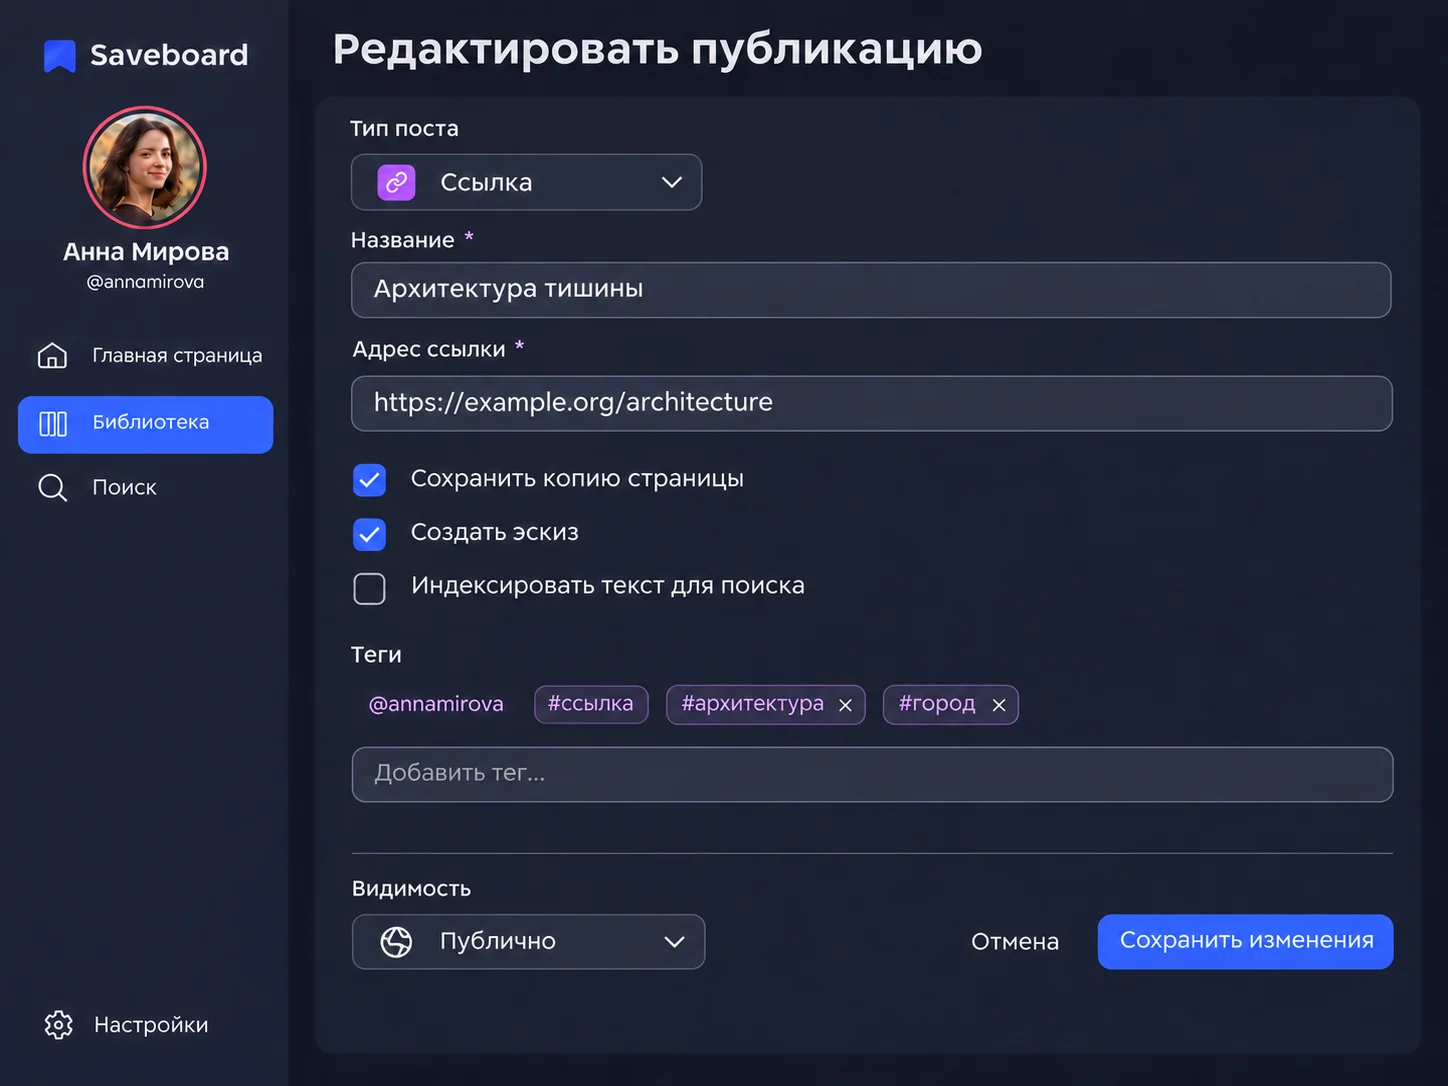 Saveboard
Анна Мирова
@annamirova
Главная страница
Библиотека
Поиск
Настройки
Редактировать публикацию
Тип поста
Ссылка
Название *
Архитектура тишины
Адрес ссылки *
https://example.org/architecture
Сохранить копию страницы
Создать эскиз
Индексировать текст для поиска
Теги
@annamirova #ссылка #архитектура × #город ×
Добавить тег...
Видимость
Публично
Отмена
Сохранить изменения